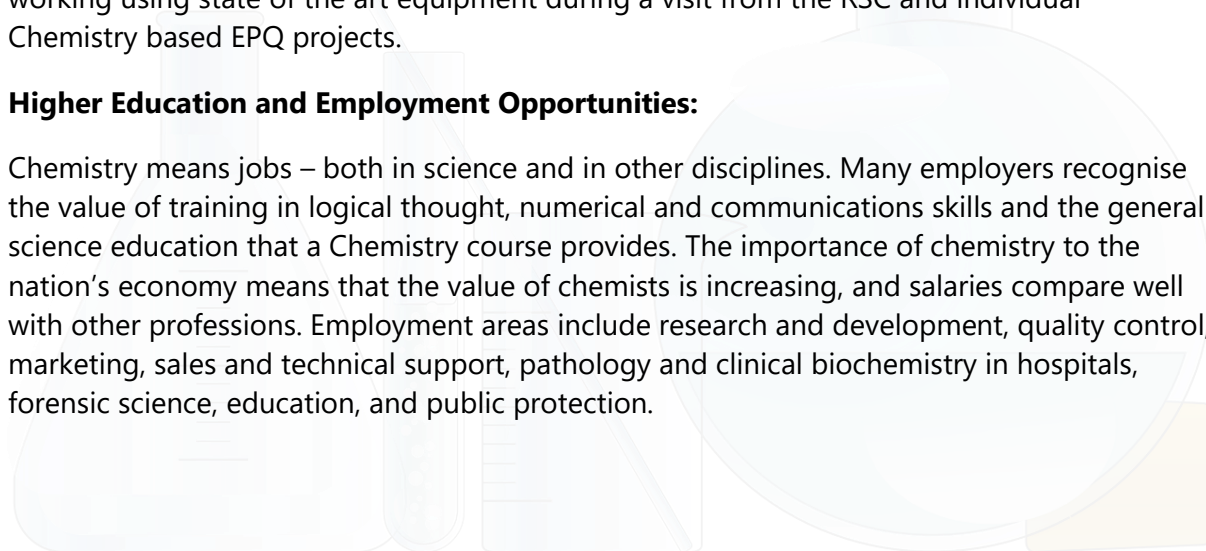 working using state of the art equipment during a visit from the RSC and individual
Chemistry based EPQ projects.
Higher Education and Employment Opportunities:
Chemistry means jobs – both in science and in other disciplines. Many employers recognise
the value of training in logical thought, numerical and communications skills and the general
science education that a Chemistry course provides. The importance of chemistry to the
nation’s economy means that the value of chemists is increasing, and salaries compare well
with other professions. Employment areas include research and development, quality control,
marketing, sales and technical support, pathology and clinical biochemistry in hospitals,
forensic science, education, and public protection.